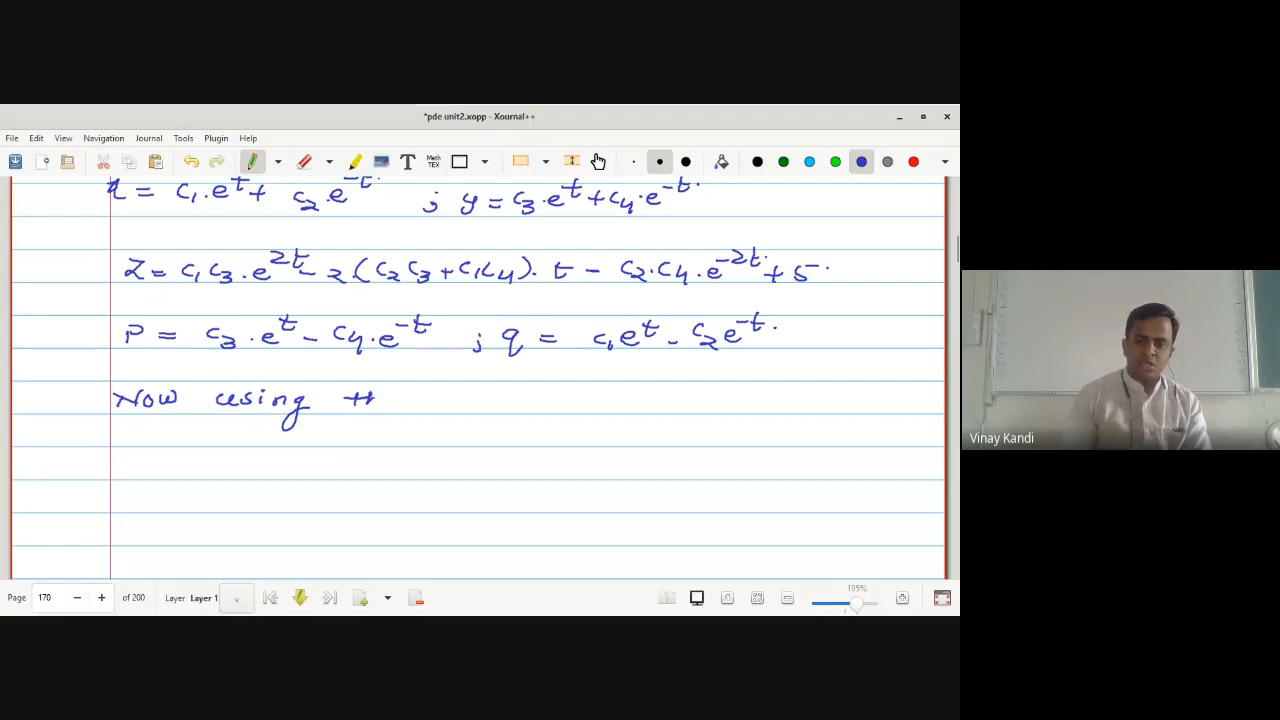 ^pde unit2.xopp - Xournal++
File Edit View Navigation Journal Tools Plugin Help
x = c₁·eᵗ + c₂·e⁻ᵗ ; y = c₃·eᵗ + c₄·e⁻ᵗ.
Z = c₁c₃·e²ᵗ - 2(c₂c₃ + c₁c₄)·t - c₂·c₄·e⁻²ᵗ + 5.
P = c₃·eᵗ - c₄·e⁻ᵗ ; q = c₁eᵗ - c₂e⁻ᵗ.
Now using
Vinay Kandi
Page 170 of 200 Layer Layer 1 195%